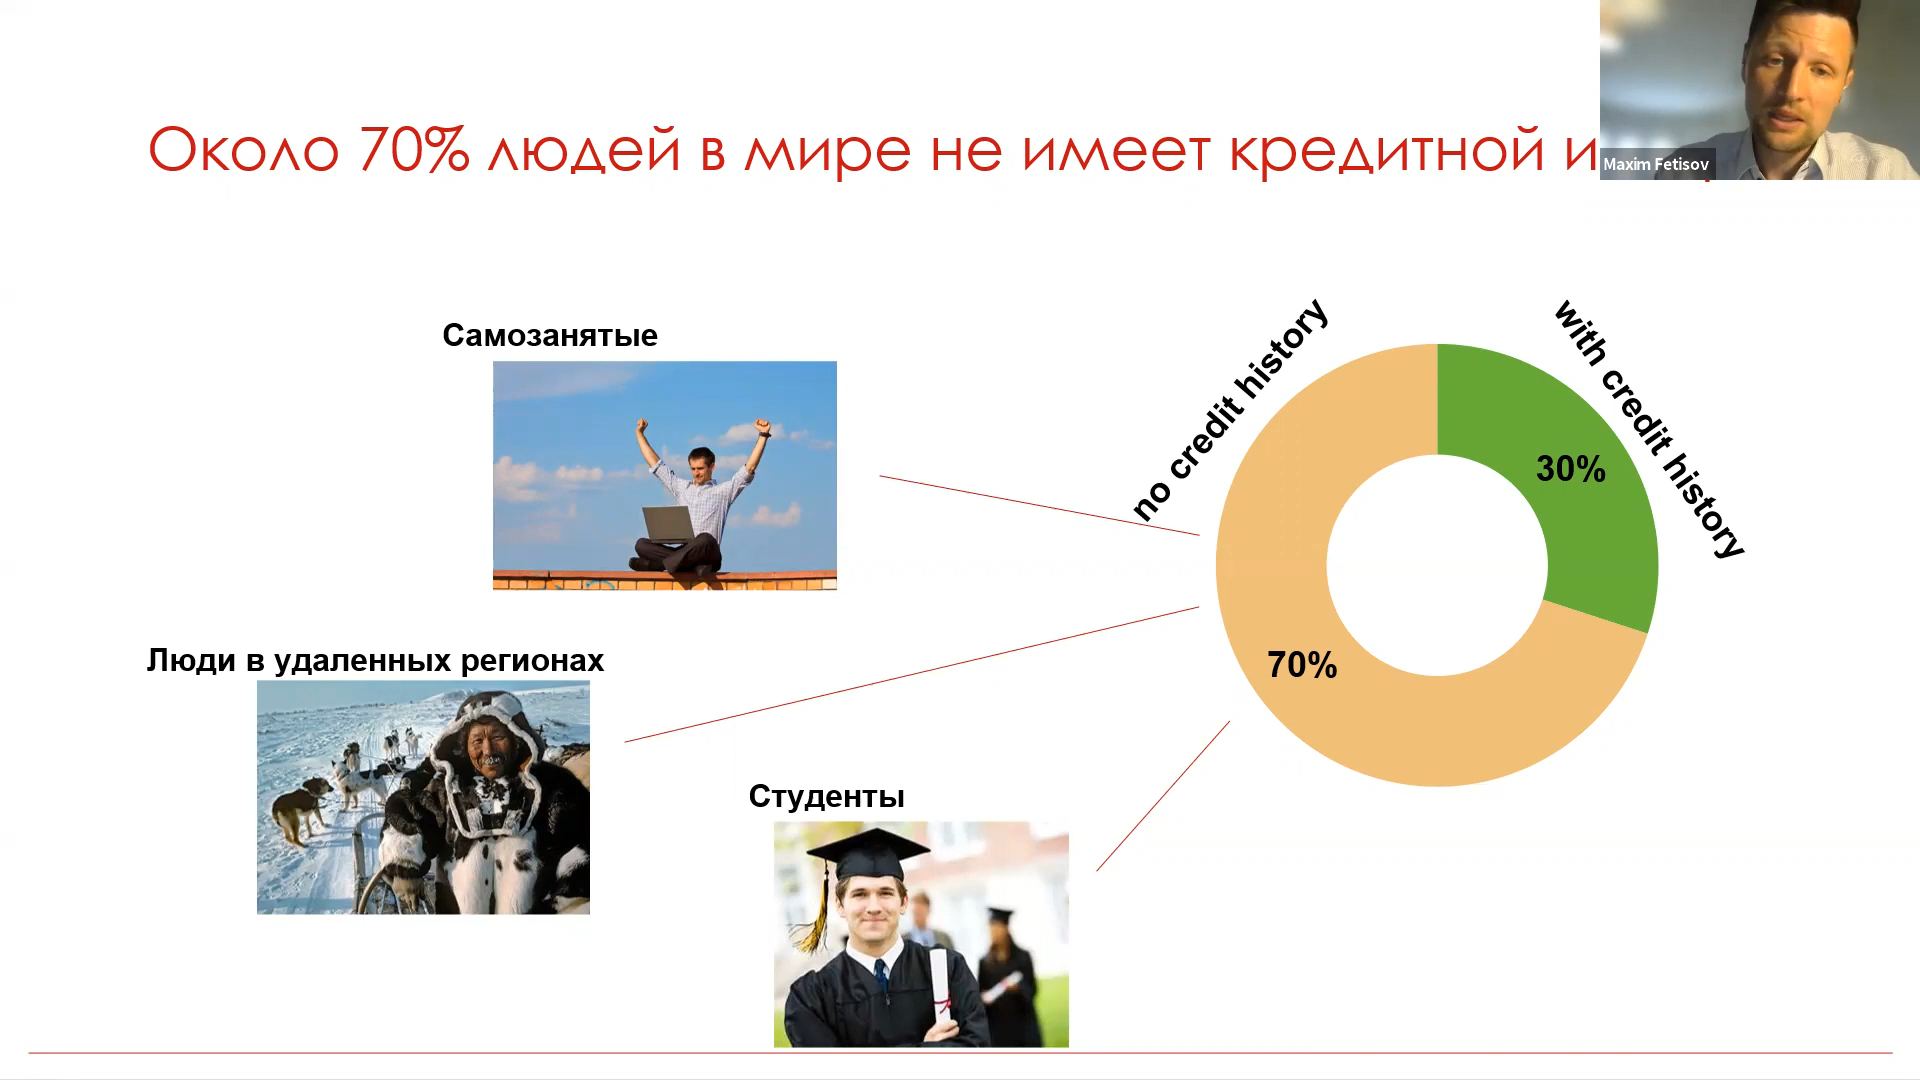 Около 70% людей в мире не имеет кредитной
Maxim Fetisov
Самозанятые
no credit history
with credit history
30%
70%
Люди в удаленных регионах
Студенты